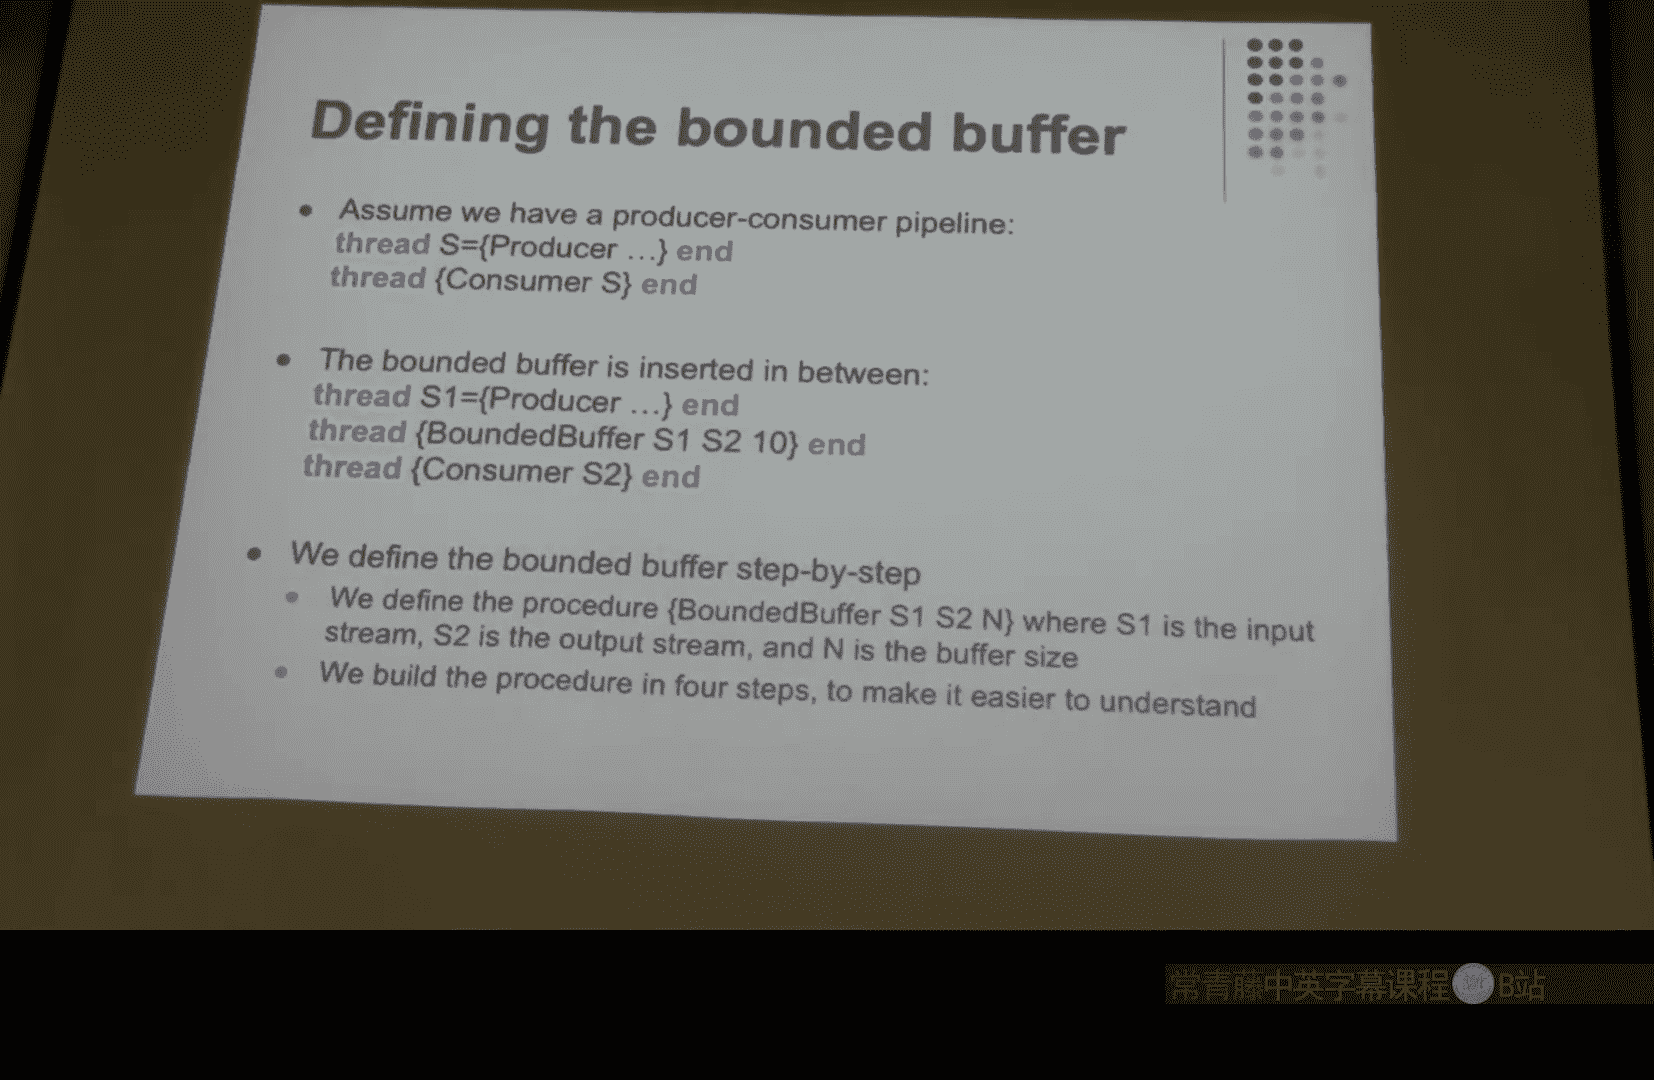 Defining the bounded buffer
Assume we have a producer-consumer pipeline:
thread S={Producer ...} end
thread {Consumer S} end
The bounded buffer is inserted in between:
thread S1={Producer ...} end
thread {BoundedBuffer S1 S2 10} end
thread {Consumer S2} end
We define the bounded buffer step-by-step
We define the procedure {BoundedBuffer S1 S2 N} where S1 is the input
stream, S2 is the output stream, and N is the buffer size
We build the procedure in four steps, to make it easier to understand
常青藤中英字幕课程 B站